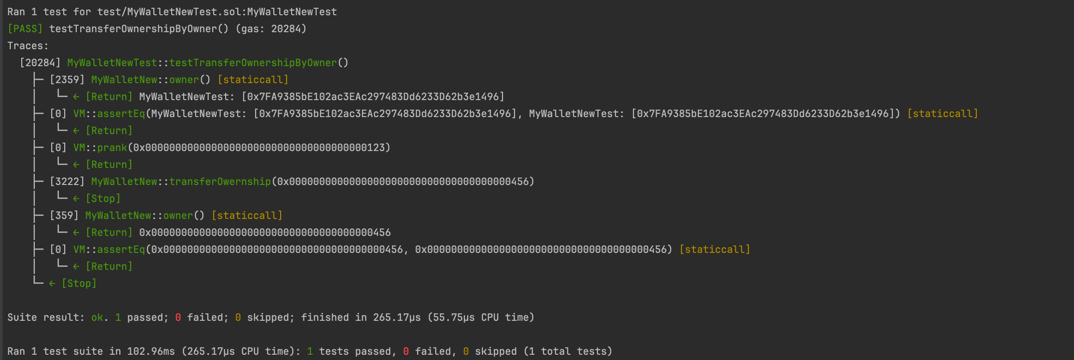 Ran 1 test for test/MyWalletNewTest.sol:MyWalletNewTest
[PASS] testTransferOwnershipByOwner() (gas: 20284)
Traces:
  [20284] MyWalletNewTest::testTransferOwnershipByOwner()
    ├─ [2359] MyWalletNew::owner() [staticcall]
    │   └─ ← [Return] MyWalletNewTest: [0x7FA9385bE102ac3EAc297483Dd6233D62b3e1496]
    ├─ [0] VM::assertEq(MyWalletNewTest: [0x7FA9385bE102ac3EAc297483Dd6233D62b3e1496], MyWalletNewTest: [0x7FA9385bE102ac3EAc297483Dd6233D62b3e1496]) [staticcall]
    │   └─ ← [Return]
    ├─ [0] VM::prank(0x0000000000000000000000000000000000000123)
    │   └─ ← [Return]
    ├─ [3222] MyWalletNew::transferOwernship(0x0000000000000000000000000000000000000456)
    │   └─ ← [Stop]
    ├─ [359] MyWalletNew::owner() [staticcall]
    │   └─ ← [Return] 0x0000000000000000000000000000000000000456
    ├─ [0] VM::assertEq(0x0000000000000000000000000000000000000456, 0x0000000000000000000000000000000000000456) [staticcall]
    │   └─ ← [Return]
    └─ ← [Stop]

Suite result: ok. 1 passed; 0 failed; 0 skipped; finished in 265.17µs (55.75µs CPU time)

Ran 1 test suite in 102.96ms (265.17µs CPU time): 1 tests passed, 0 failed, 0 skipped (1 total tests)